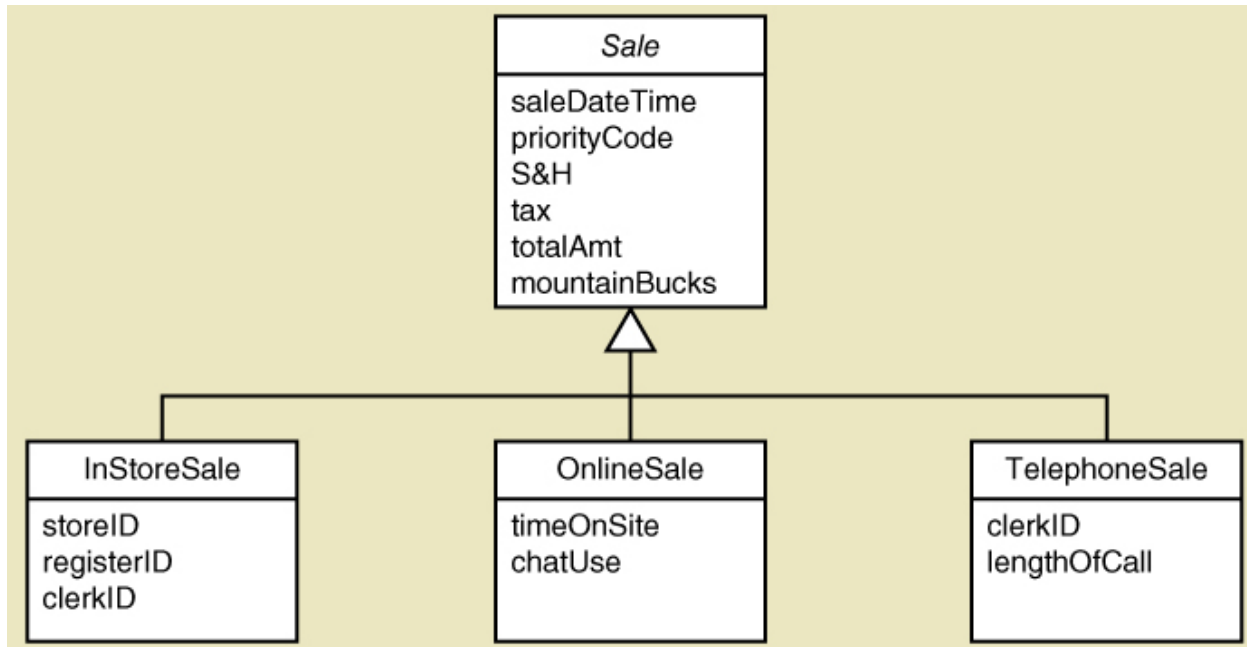 Sale
saleDateTime
priorityCode
S&H
tax
totalAmt
mountainBucks
InStoreSale
storeID
registerID
clerkID
OnlineSale
timeOnSite
chatUse
TelephoneSale
clerkID
lengthOfCall